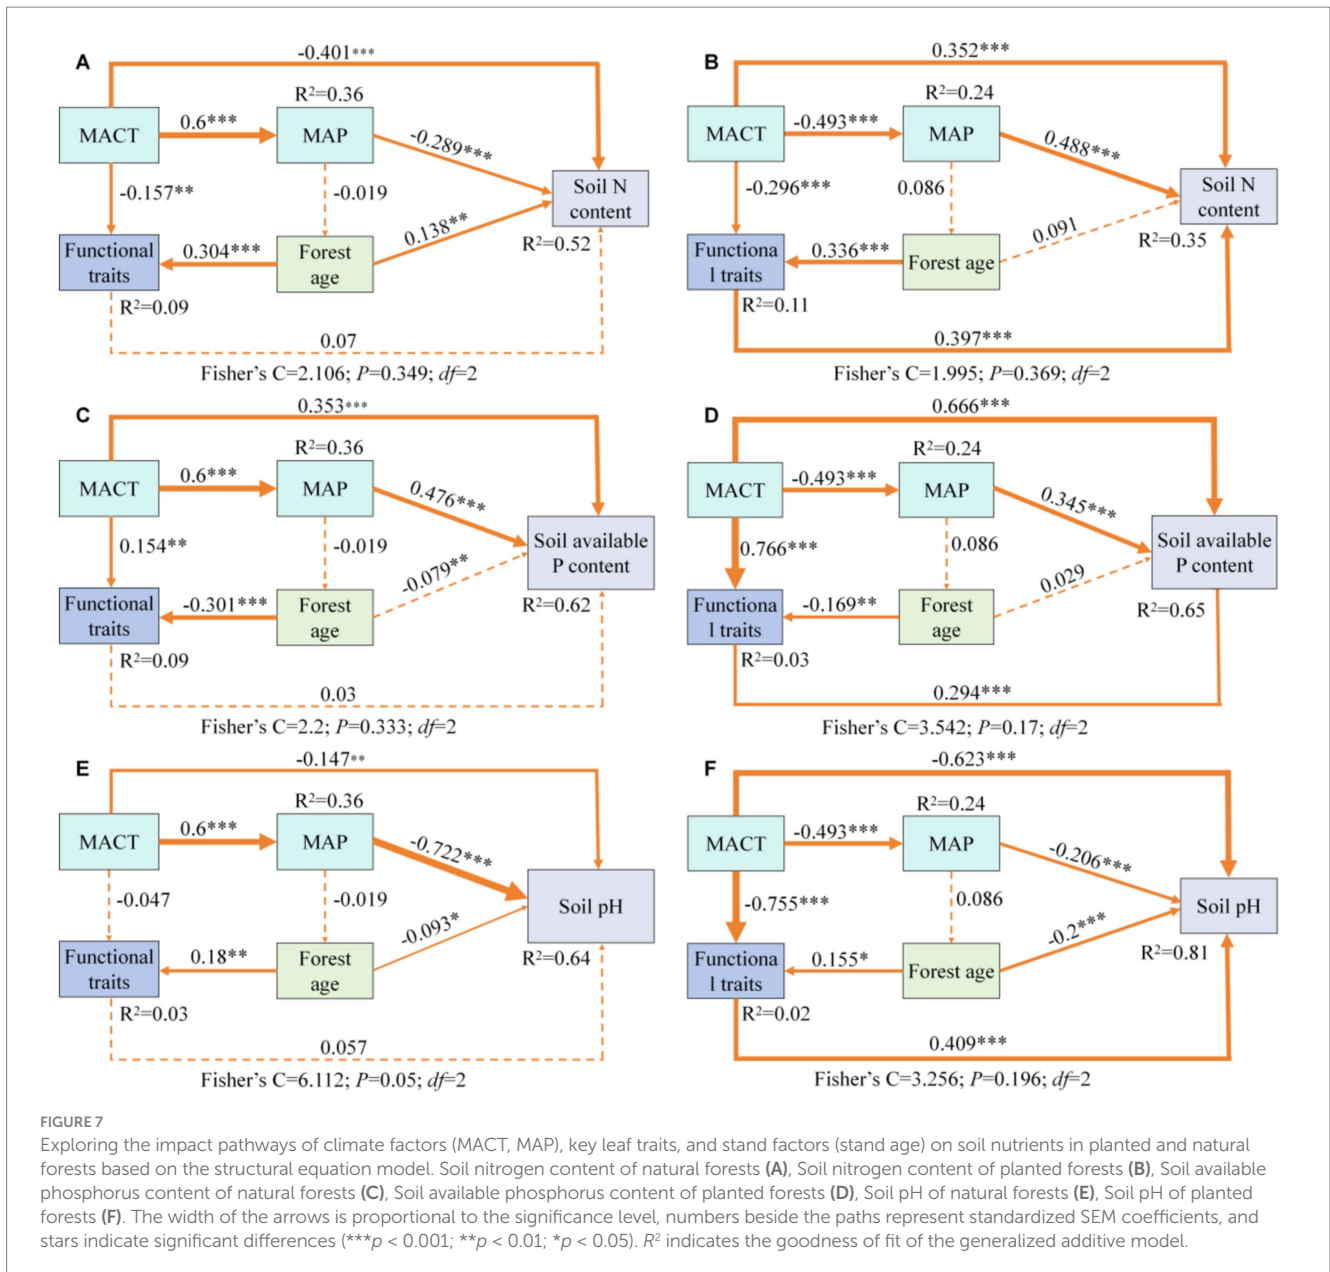 A
-0.401***
R²=0.36
MACT
0.6***
MAP
-0.289***
-0.157**
-0.019
Soil N
content
Functional
traits
0.304***
Forest
age
0.138**
R²=0.52
R²=0.09
0.07
Fisher's C=2.106; P=0.349; df=2
B
0.352***
R²=0.24
MACT
-0.493***
MAP
0.488***
-0.296***
0.086
Soil N
content
Functiona
l traits
0.336***
Forest age
0.091
R²=0.35
R²=0.11
0.397***
Fisher's C=1.995; P=0.369; df=2
C
0.353***
R²=0.36
MACT
0.6***
MAP
0.476***
0.154**
-0.019
Soil available
P content
Functional
traits
-0.301***
Forest
age
-0.079**
R²=0.62
R²=0.09
0.03
Fisher's C=2.2; P=0.333; df=2
D
0.666***
R²=0.24
MACT
-0.493***
MAP
0.345***
0.766***
0.086
Soil available
P content
Functiona
l traits
-0.169**
Forest
age
0.029
R²=0.65
R²=0.03
0.294***
Fisher's C=3.542; P=0.17; df=2
E
-0.147**
R²=0.36
MACT
0.6***
MAP
-0.722***
-0.047
-0.019
Soil pH
Functional
traits
0.18**
Forest
age
-0.093*
R²=0.64
R²=0.03
0.057
Fisher's C=6.112; P=0.05; df=2
F
-0.623***
R²=0.24
MACT
-0.493***
MAP
-0.206***
-0.755***
0.086
Soil pH
Functiona
l traits
0.155*
Forest age
-0.2***
R²=0.81
R²=0.02
0.409***
Fisher's C=3.256; P=0.196; df=2
FIGURE 7
Exploring the impact pathways of climate factors (MACT, MAP), key leaf traits, and stand factors (stand age) on soil nutrients in planted and natural
forests based on the structural equation model. Soil nitrogen content of natural forests (A), Soil nitrogen content of planted forests (B), Soil available
phosphorus content of natural forests (C), Soil available phosphorus content of planted forests (D), Soil pH of natural forests (E), Soil pH of planted
forests (F). The width of the arrows is proportional to the significance level, numbers beside the paths represent standardized SEM coefficients, and
stars indicate significant differences (***p < 0.001; **p < 0.01; *p < 0.05). R² indicates the goodness of fit of the generalized additive model.